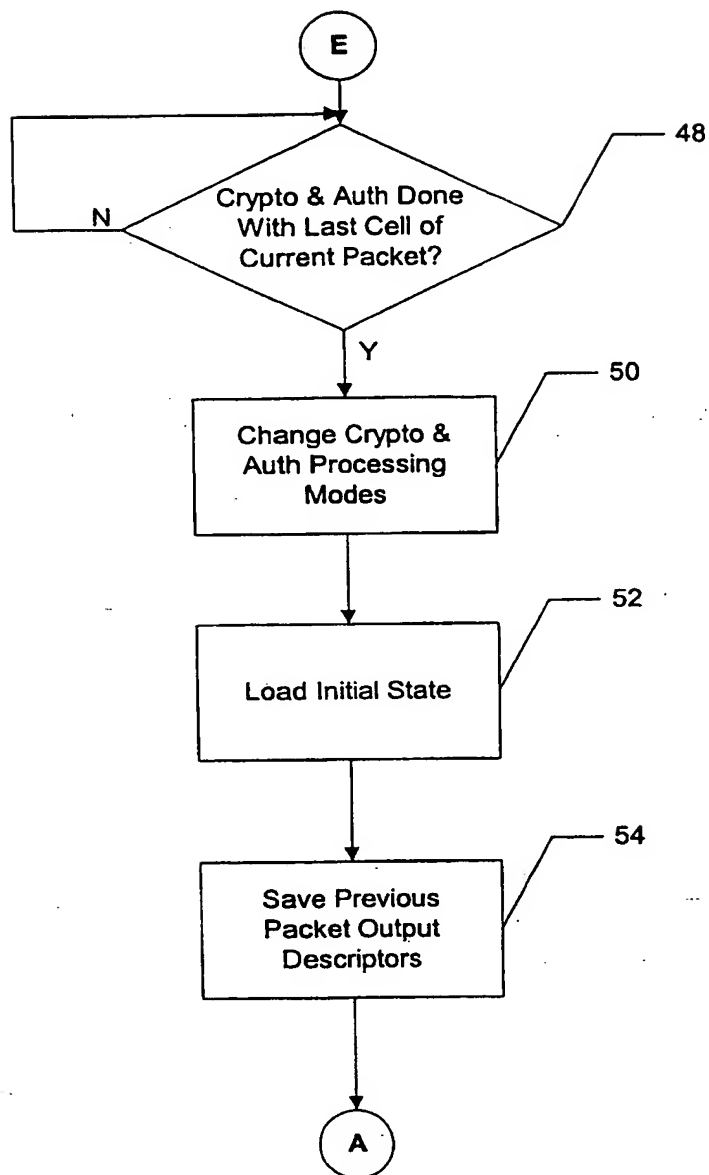 E
48
Crypto & Auth Done
With Last Cell of
Current Packet?
N
Y
50
Change Crypto &
Auth Processing
Modes
52
Load Initial State
54
Save Previous
Packet Output
Descriptors
A